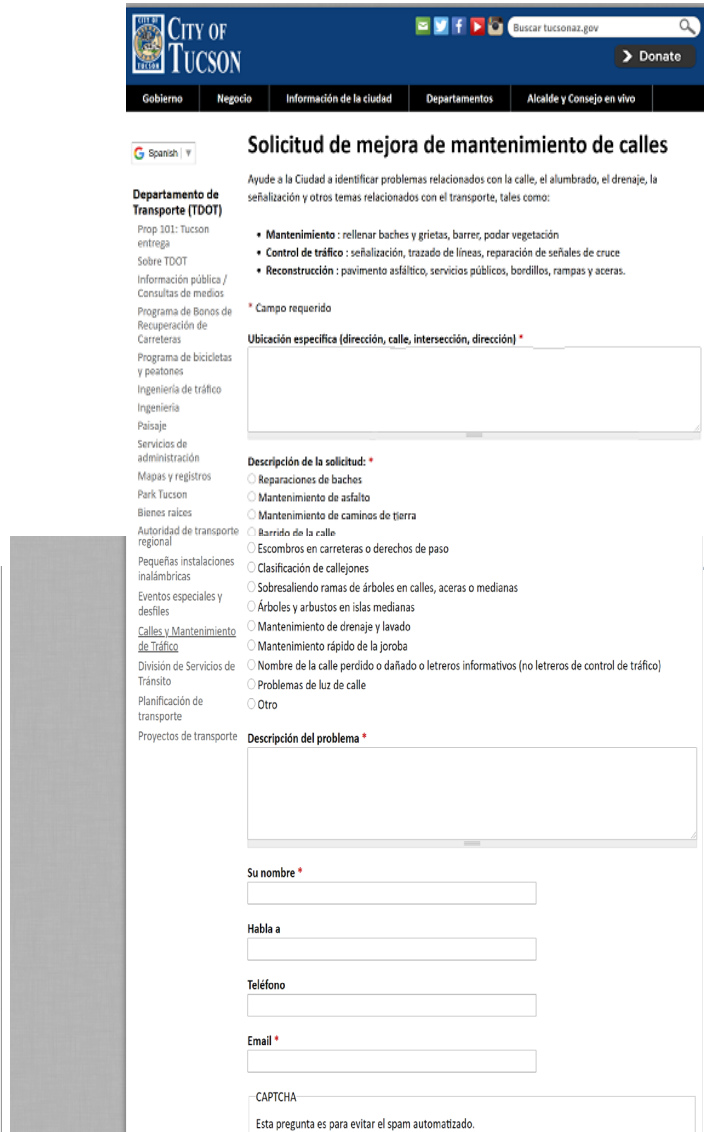 CITY OF
TUCSON
Buscar tucsonaz.gov
Donate
Gobierno
Negocio
Información de la ciudad
Departamentos
Alcalde y Consejo en vivo
Spanish
Departamento de
Transporte (TDOT)
Prop 101: Tucson
entrega
Sobre TDOT
Información pública /
Consultas de medios
Programa de Bonos de
Recuperación de
Carreteras
Programa de bicicletas
y peatones
Ingeniería de tráfico
Ingenieria
Paisaje
Servicios de
administración
Mapas y registros
Park Tucson
Bienes raíces
Autoridad de transporte
regional
Pequeñas instalaciones
inalámbricas
Eventos especiales y
desfiles
Calles y Mantenimiento
de Tráfico
División de Servicios de
Tránsito
Planificación de
transporte
Proyectos de transporte
Solicitud de mejora de mantenimiento de calles
Ayude a la Ciudad a identificar problemas relacionados con la calle, el alumbrado, el drenaje, la
señalización y otros temas relacionados con el transporte, tales como:
• Mantenimiento : rellenar baches y grietas, barrer, podar vegetación
• Control de tráfico : señalización, trazado de líneas, reparación de señales de cruce
• Reconstrucción : pavimento asfáltico, servicios públicos, bordillos, rampas y aceras.
* Campo requerido
Ubicación especifica (dirección, calle, intersección, dirección) *
Descripción de la solicitud: *
Reparaciones de baches
Mantenimiento de asfalto
Mantenimiento de caminos de tierra
Barrido de la calle
Escombros en carreteras o derechos de paso
Clasificación de callejones
Sobresaliendo ramas de árboles en calles, aceras o medianas
Árboles y arbustos en islas medianas
Mantenimiento de drenaje y lavado
Mantenimiento rápido de la joroba
Nombre de la calle perdido o dañado o letreros informativos (no letreros de control de tráfico)
Problemas de luz de calle
Otro
Descripción del problema *
Su nombre *
Habla a
Teléfono
Email *
CAPTCHA
Esta pregunta es para evitar el spam automatizado.